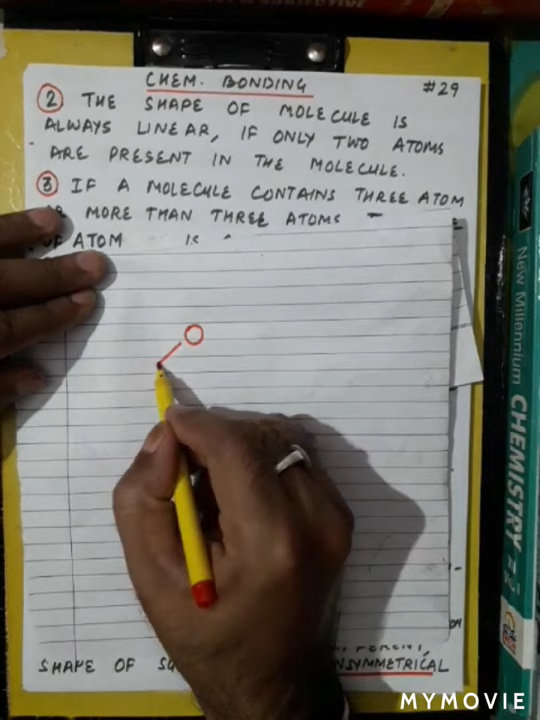 CHEM. BONDING #29
② THE SHAPE OF MOLECULE IS
ALWAYS LINEAR, IF ONLY TWO ATOMS
ARE PRESENT IN THE MOLECULE.
③ IF A MOLECULE CONTAINS THREE ATOM
MORE THAN THREE ATOMS
OF ATOM IS
O
SHAPE OF
NSYMMETRICAL
New Millennium CHEMISTRY
MYMOVIE